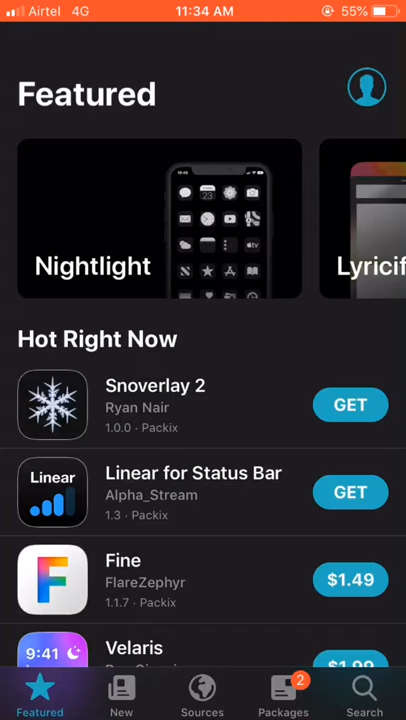 Airtel 4G 11:34 AM 55%
Featured
Nightlight
Lyricif
Hot Right Now
Snoverlay 2
Ryan Nair
1.0.0 · Packix
GET
Linear
Linear for Status Bar
Alpha_Stream
1.3 · Packix
GET
F
Fine
FlareZephyr
1.1.7 · Packix
$1.49
9:41
Velaris
$1.99
2
Featured New Sources Packages Search